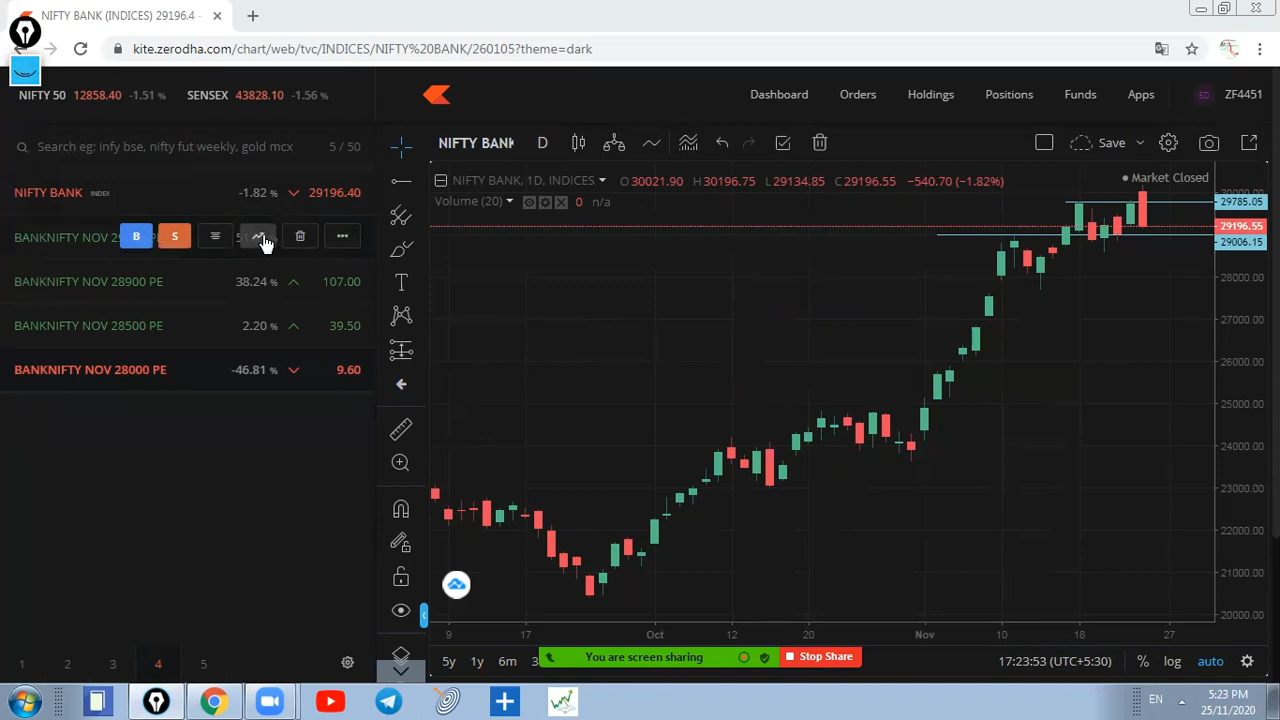 NIFTY BANK (INDICES) 29196.4 -
kite.zerodha.com/chart/web/tvc/INDICES/NIFTY%20BANK/260105?theme=dark
NIFTY 50 12858.40 -1.51 % SENSEX 43828.10 -1.56 %
Dashboard Orders Holdings Positions Funds Apps SD ZF4451
Search eg: infy bse, nifty fut weekly, gold mcx 5 / 50
NIFTY BANK D Save
NIFTY BANK INDEX -1.82 % 29196.40
BANKNIFTY NOV B S
BANKNIFTY NOV 28900 PE 38.24 % 107.00
BANKNIFTY NOV 28500 PE 2.20 % 39.50
BANKNIFTY NOV 28000 PE -46.81 % 9.60
NIFTY BANK, 1D, INDICES O30021.90 H30196.75 L29134.85 C29196.55 −540.70 (−1.82%)
Market Closed
Volume (20) 0 n/a
29785.05
29196.55
29006.15
28000.00
27000.00
26000.00
25000.00
24000.00
23000.00
22000.00
21000.00
20000.00
9 17 Oct 12 20 Nov 10 18 27
1 2 3 4 5
5y 1y 6m 3 You are screen sharing Stop Share 17:23:53 (UTC+5:30) % log auto
EN 5:23 PM
25/11/2020